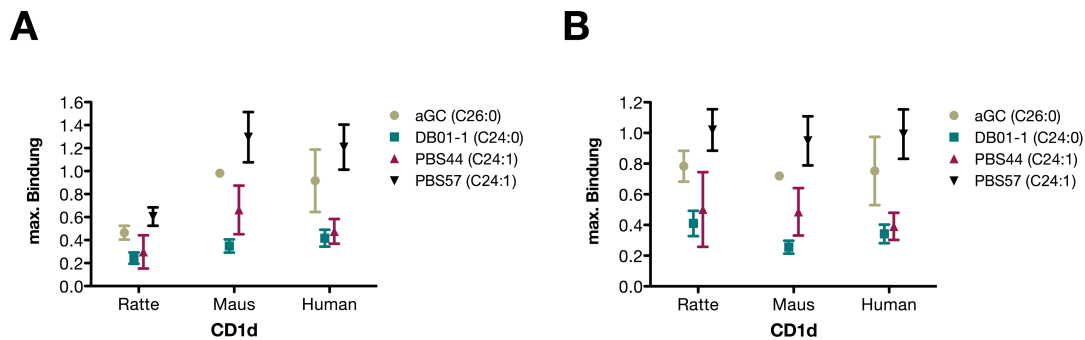 A
max. Bindung
1.6
1.4
1.2
1.0
0.8
0.6
0.4
0.2
0.0
Ratte Maus Human
CD1d
aGC (C26:0)
DB01-1 (C24:0)
PBS44 (C24:1)
PBS57 (C24:1)
B
max. Bindung
1.2
1.0
0.8
0.6
0.4
0.2
0.0
Ratte Maus Human
CD1d
aGC (C26:0)
DB01-1 (C24:0)
PBS44 (C24:1)
PBS57 (C24:1)